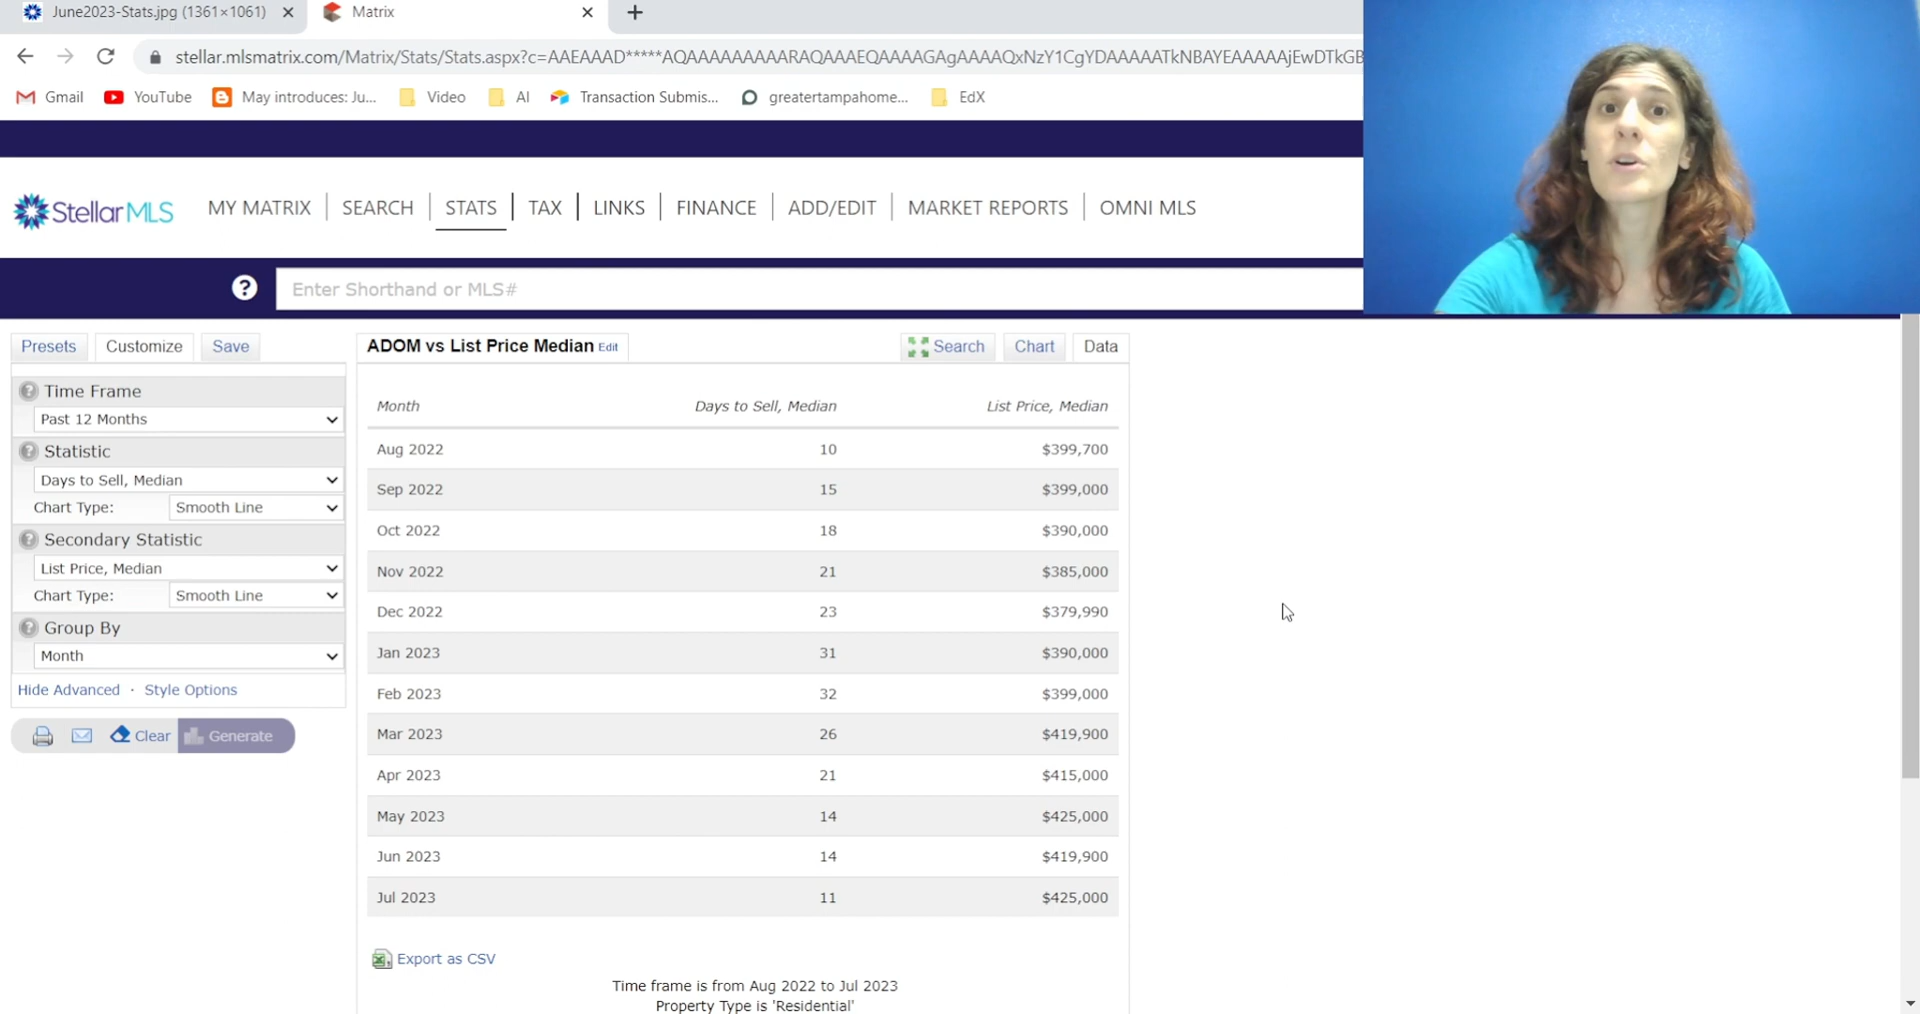 June2023-Stats.jpg (1361×1061)
Matrix
stellar.mlsmatrix.com/Matrix/Stats/Stats.aspx?c=AAEAAAD*****AQAAAAAAAAARAQAAAEQAAAAGAgAAAAQxNzY1CgYDAAAAATkNBAYEAAAAAjEwDTkGB
Gmail
YouTube
May introduces: Ju...
Video
AI
Transaction Submis...
greatertampahome...
EdX
StellarMLS
MY MATRIX
SEARCH
STATS
TAX
LINKS
FINANCE
ADD/EDIT
MARKET REPORTS
OMNI MLS
?
Enter Shorthand or MLS#
Presets
Customize
Save
ADOM vs List Price Median Edit
Search
Chart
Data
? Time Frame
Past 12 Months
? Statistic
Days to Sell, Median
Chart Type: Smooth Line
? Secondary Statistic
List Price, Median
Chart Type: Smooth Line
? Group By
Month
Hide Advanced · Style Options
Clear
Generate
Month Days to Sell, Median List Price, Median
Aug 2022 10 $399,700
Sep 2022 15 $399,000
Oct 2022 18 $390,000
Nov 2022 21 $385,000
Dec 2022 23 $379,990
Jan 2023 31 $390,000
Feb 2023 32 $399,000
Mar 2023 26 $419,900
Apr 2023 21 $415,000
May 2023 14 $425,000
Jun 2023 14 $419,900
Jul 2023 11 $425,000
Export as CSV
Time frame is from Aug 2022 to Jul 2023
Property Type is 'Residential'